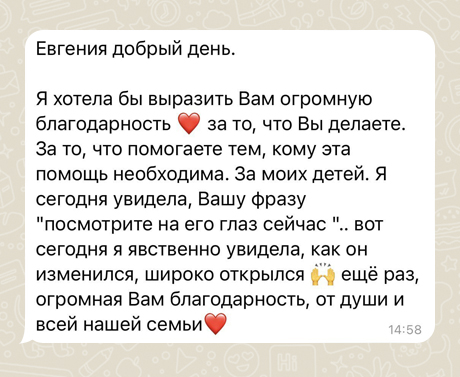 Евгения добрый день.
Я хотела бы выразить Вам огромную
благодарность ❤️ за то, что Вы делаете.
За то, что помогаете тем, кому эта
помощь необходима. За моих детей. Я
сегодня увидела, Вашу фразу
"посмотрите на его глаз сейчас ".. вот
сегодня я явственно увидела, как он
изменился, широко открылся 🙌 ещё раз,
огромная Вам благодарность, от души и
всей нашей семьи❤️
14:58